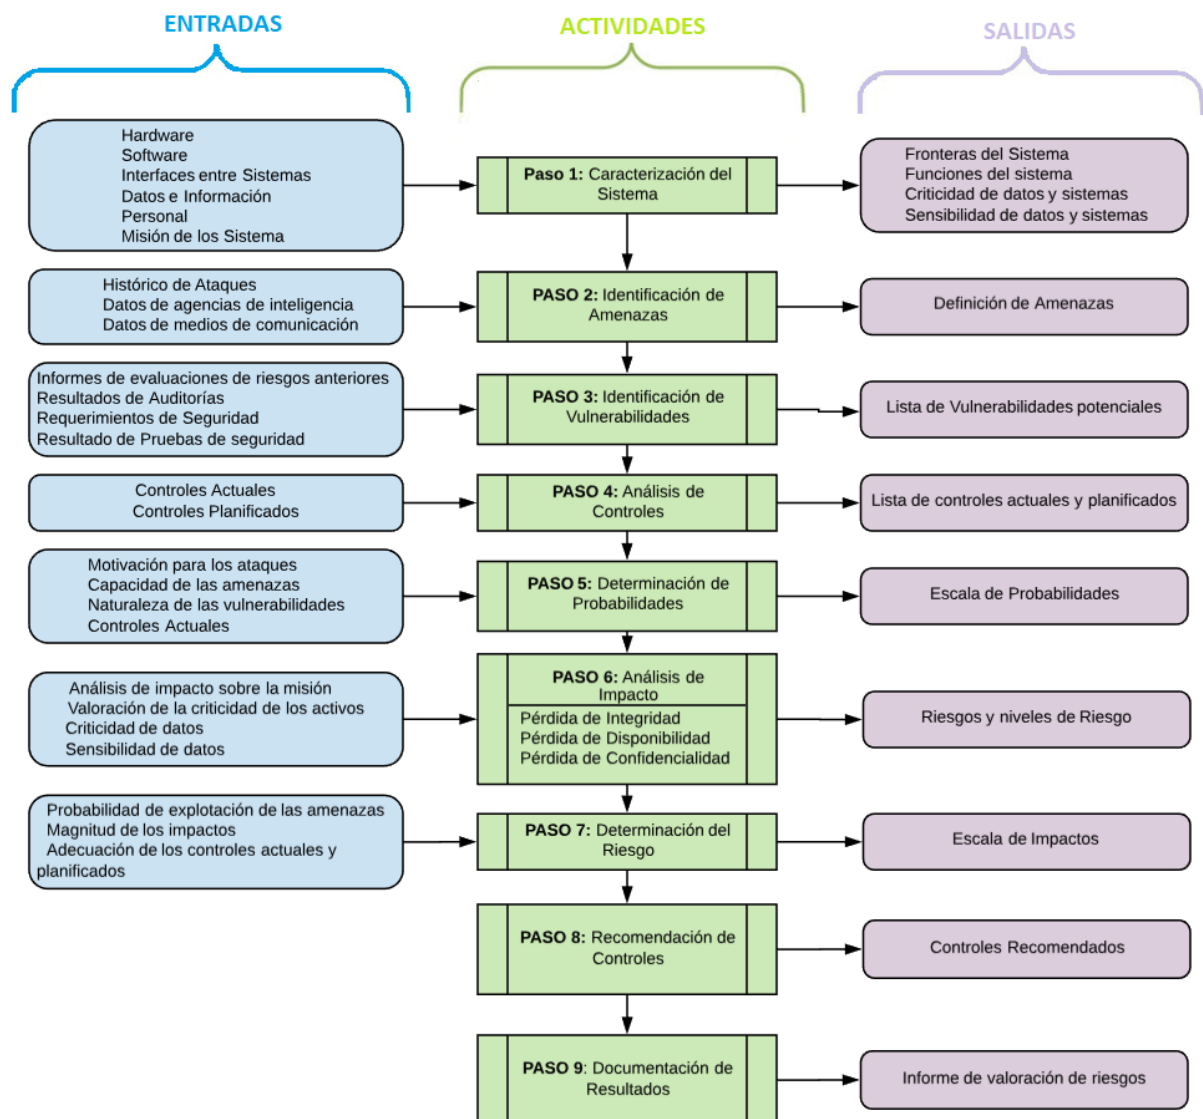 ENTRADAS
ACTIVIDADES
SALIDAS
Hardware
Software
Interfaces entre Sistemas
Datos e Información
Personal
Misión de los Sistema
Paso 1: Caracterización del
Sistema
Fronteras del Sistema
Funciones del sistema
Criticidad de datos y sistemas
Sensibilidad de datos y sistemas
Histórico de Ataques
Datos de agencias de inteligencia
Datos de medios de comunicación
PASO 2: Identificación de
Amenazas
Definición de Amenazas
Informes de evaluaciones de riesgos anteriores
Resultados de Auditorías
Requerimientos de Seguridad
Resultado de Pruebas de seguridad
PASO 3: Identificación de
Vulnerabilidades
Lista de Vulnerabilidades potenciales
Controles Actuales
Controles Planificados
PASO 4: Análisis de
Controles
Lista de controles actuales y planificados
Motivación para los ataques
Capacidad de las amenazas
Naturaleza de las vulnerabilidades
Controles Actuales
PASO 5: Determinación de
Probabilidades
Escala de Probabilidades
Análisis de impacto sobre la misión
Valoración de la criticidad de los activos
Criticidad de datos
Sensibilidad de datos
PASO 6: Análisis de
Impacto
Pérdida de Integridad
Pérdida de Disponibilidad
Pérdida de Confidencialidad
Riesgos y niveles de Riesgo
Probabilidad de explotación de las amenazas
Magnitud de los impactos
Adecuación de los controles actuales y
planificados
PASO 7: Determinación del
Riesgo
Escala de Impactos
PASO 8: Recomendación de
Controles
Controles Recomendados
PASO 9: Documentación de
Resultados
Informe de valoración de riesgos